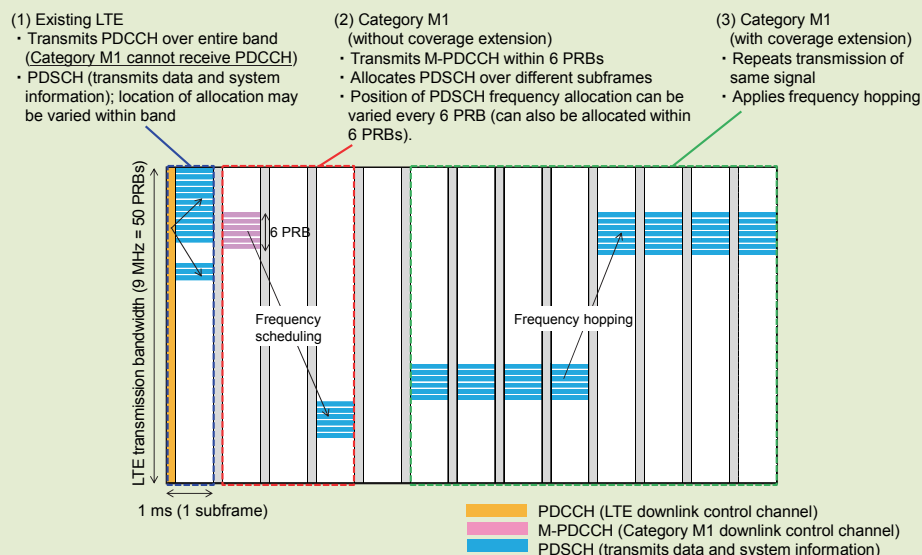 (1) Existing LTE
・Transmits PDCCH over entire band
(Category M1 cannot receive PDCCH)
・PDSCH (transmits data and system
information); location of allocation may
be varied within band
(2) Category M1
(without coverage extension)
・Transmits M-PDCCH within 6 PRBs
・Allocates PDSCH over different subframes
・Position of PDSCH frequency allocation can be
varied every 6 PRB (can also be allocated within
6 PRBs).
(3) Category M1
(with coverage extension)
・Repeats transmission of
same signal
・Applies frequency hopping
LTE transmission bandwidth (9 MHz = 50 PRBs)
6 PRB
Frequency
scheduling
Frequency hopping
1 ms (1 subframe)
PDCCH (LTE downlink control channel)
M-PDCCH (Category M1 downlink control channel)
PDSCH (transmits data and system information)